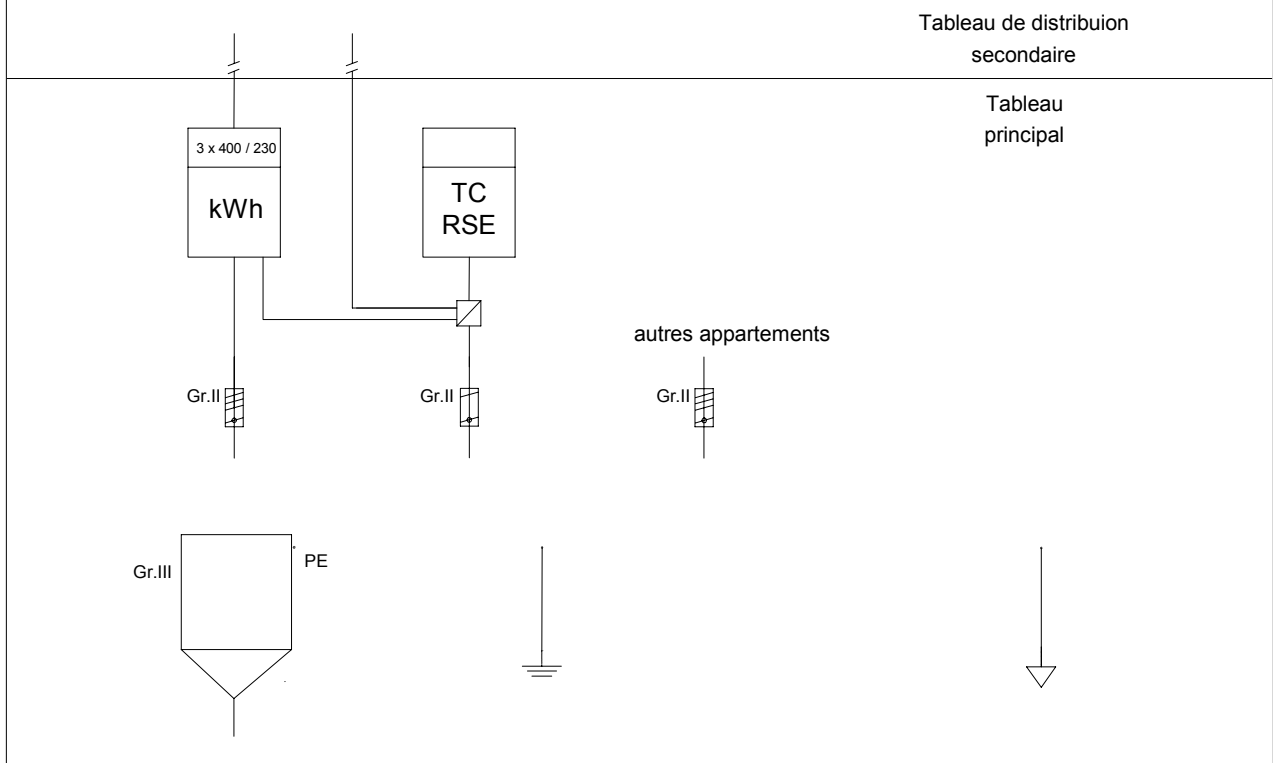 Tableau de distribuion
secondaire
Tableau
principal
3 x 400 / 230
kWh
TC
RSE
autres appartements
Gr.II
Gr.II
Gr.II
Gr.III
PE